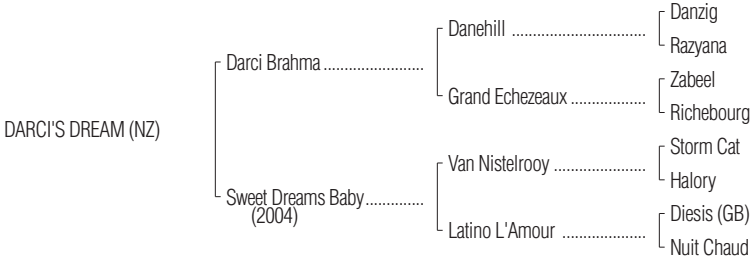 Danzig
Danehill ................................
Razyana
Darci Brahma ........................
Zabeel
Grand Echezeaux ...................
Richebourg
DARCI'S DREAM (NZ)
Storm Cat
Van Nistelrooy .......................
Halory
Sweet Dreams Baby..............
(2004)
Diesis (GB)
Latino L'Amour .....................
Nuit Chaud